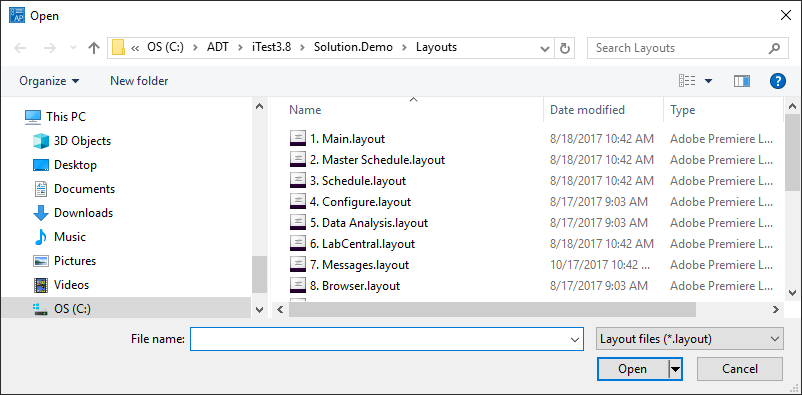 Open
« OS (C:) > ADT > iTest3.8 > Solution.Demo > Layouts
Search Layouts
Organize
New folder
This PC
3D Objects
Desktop
Documents
Downloads
Music
Pictures
Videos
OS (C:)
Name Date modified Type
1. Main.layout 8/18/2017 10:42 AM Adobe Premiere L...
2. Master Schedule.layout 8/18/2017 10:42 AM Adobe Premiere L...
3. Schedule.layout 8/18/2017 10:42 AM Adobe Premiere L...
4. Configure.layout 8/17/2017 9:03 AM Adobe Premiere L...
5. Data Analysis.layout 8/17/2017 9:03 AM Adobe Premiere L...
6. LabCentral.layout 8/18/2017 10:42 AM Adobe Premiere L...
7. Messages.layout 10/17/2017 10:42 ... Adobe Premiere L...
8. Browser.layout 8/17/2017 9:03 AM Adobe Premiere L...
File name:
Layout files (*.layout)
Open
Cancel